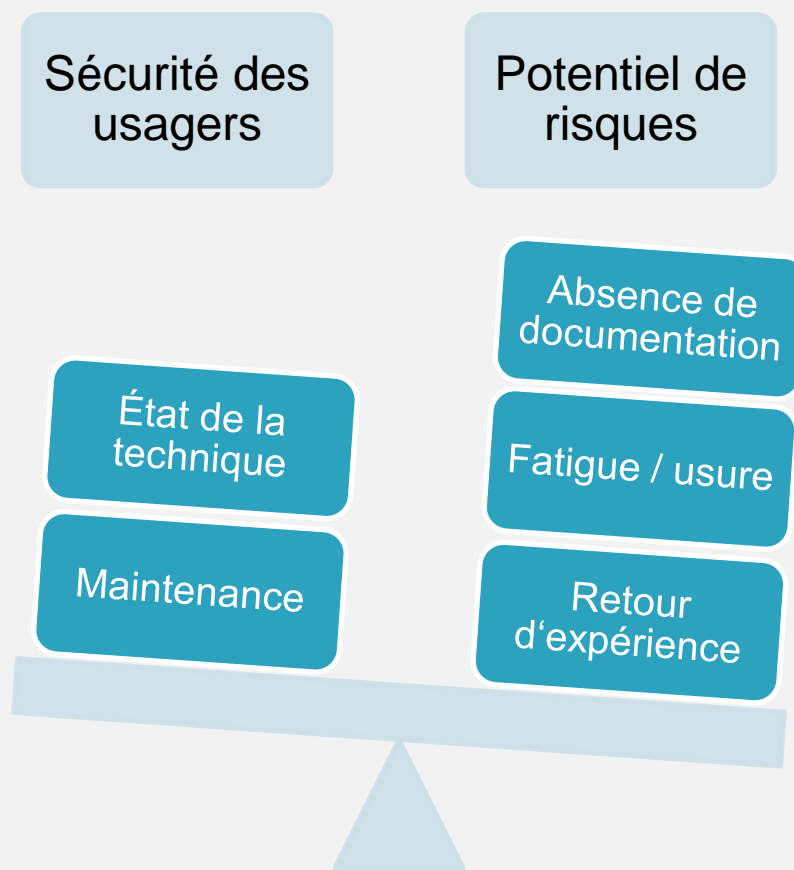 Sécurité des
usagers
Potentiel de
risques
Absence de
documentation
État de la
technique
Fatigue / usure
Maintenance
Retour
d‘expérience